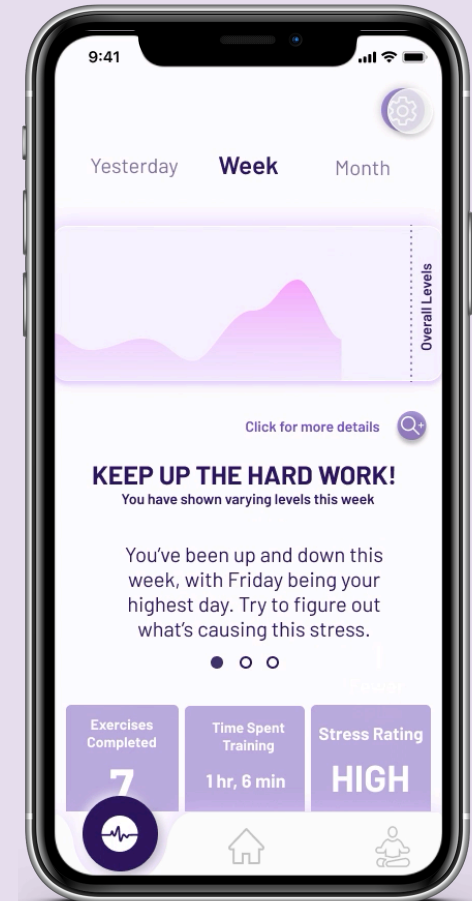 9:41
Yesterday
Week
Month
Overall Levels
Click for more details
KEEP UP THE HARD WORK!
You have shown varying levels this week
You’ve been up and down this
week, with Friday being your
highest day. Try to figure out
what’s causing this stress.
Exercises
Completed
7
Time Spent
Training
1 hr, 6 min
Stress Rating
HIGH